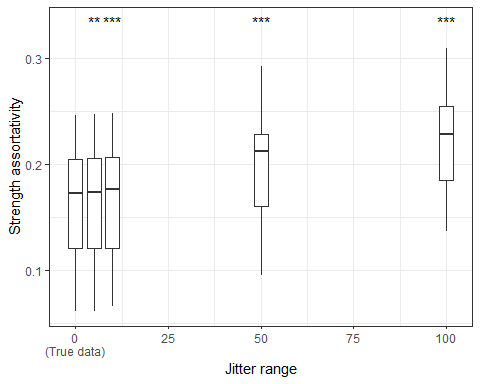 ** *** *** ***
Strength assortativity
0.3
0.2
0.1
0 25 50 75 100
(True data)
Jitter range